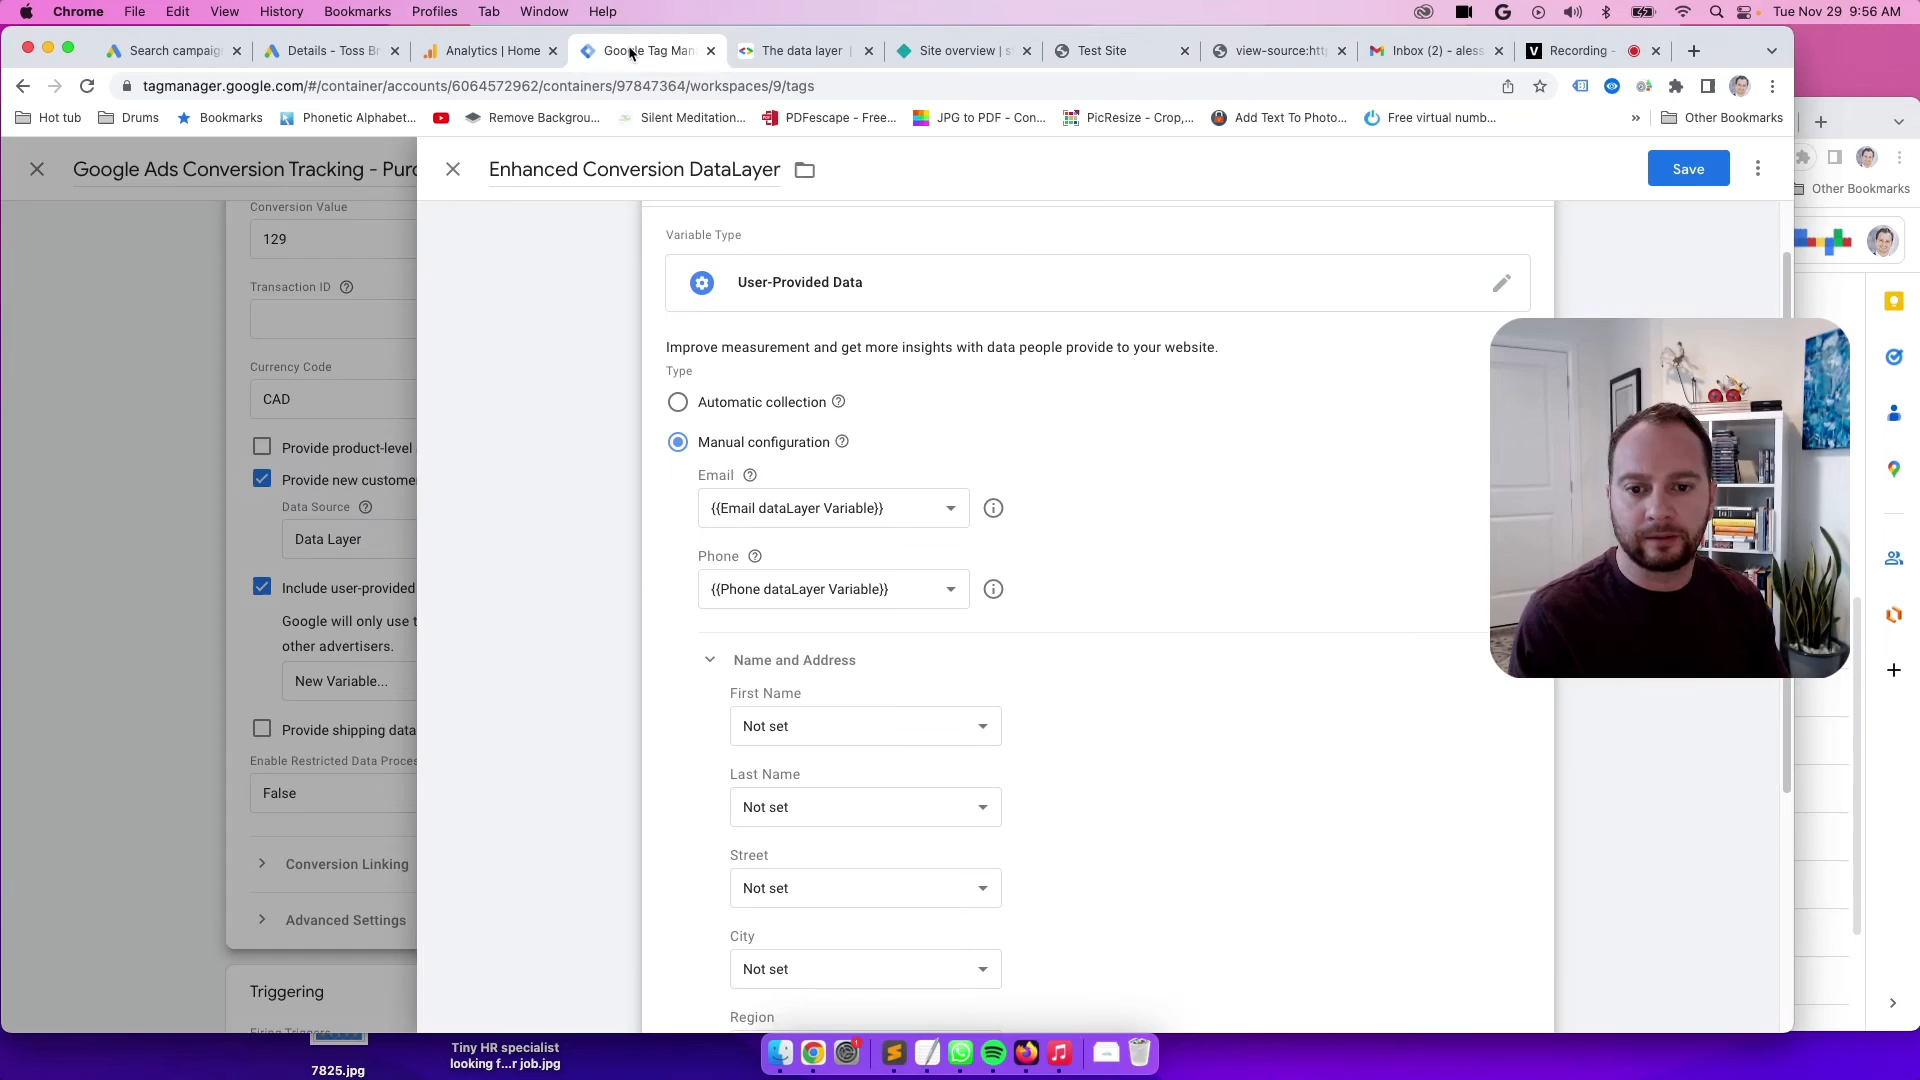 Chrome File Edit View History Bookmarks Profiles Tab Window Help Tue Nov 29 9:56 AM
Search campaig Details - Toss Br Analytics | Home Google Tag Man The data layer | Site overview | s Test Site view-source:htt Inbox (2) - aless Recording -
tagmanager.google.com/#/container/accounts/6064572962/containers/97847364/workspaces/9/tags
Hot tub Drums Bookmarks Phonetic Alphabet... Remove Backgrou... Silent Meditation... PDFescape - Free... JPG to PDF - Con... PicResize - Crop,... Add Text To Photo... Free virtual numb... » Other Bookmarks
Other Bookmarks
Google Ads Conversion Tracking - Purc
Enhanced Conversion DataLayer
Save
Conversion Value
129
Transaction ID
Currency Code
CAD
Provide product-level
Provide new custome
Data Source
Data Layer
Include user-provided
Google will only use t
other advertisers.
New Variable...
Provide shipping data
Enable Restricted Data Proces
False
Conversion Linking
Advanced Settings
Triggering
Firing Triggers
Variable Type
User-Provided Data
Improve measurement and get more insights with data people provide to your website.
Type
Automatic collection
Manual configuration
Email
{{Email dataLayer Variable}}
Phone
{{Phone dataLayer Variable}}
Name and Address
First Name
Not set
Last Name
Not set
Street
Not set
City
Not set
Region
7825.jpg
Tiny HR specialist
looking f...r job.jpg